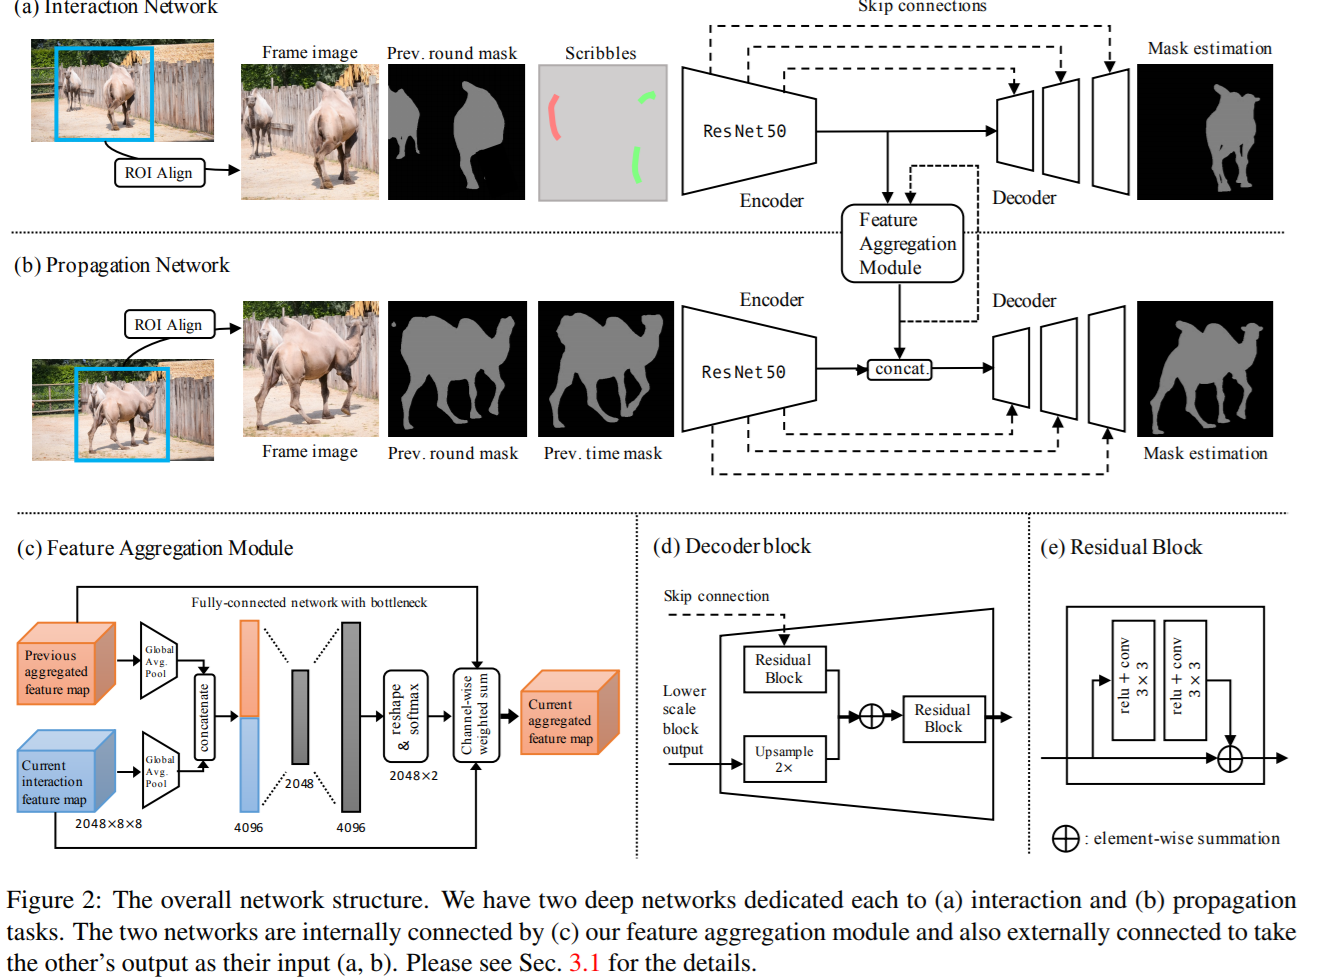 (a) Interaction Network
Skip connections
Frame image
Prev. round mask
Scribbles
Mask estimation
ROI Align
ResNet50
Encoder
Decoder
Feature
Aggregation
Module
(b) Propagation Network
ROI Align
Encoder
Decoder
ResNet50
concat.
Frame image
Prev. round mask
Prev. time mask
Mask estimation
(c) Feature Aggregation Module
Fully-connected network with bottleneck
Previous
aggregated
feature map
Global
Avg.
Pool
Current
interaction
feature map
Global
Avg.
Pool
2048×8×8
concatenate
4096
2048
4096
& reshape
softmax
2048×2
Channel-wise
weighted sum
Current
aggregated
feature map
(d) Decoder block
Skip connection
Residual
Block
Lower
scale
block
output
Upsample
2×
Residual
Block
(e) Residual Block
relu + conv
3 × 3
relu + conv
3 × 3
: element-wise summation
Figure 2: The overall network structure. We have two deep networks dedicated each to (a) interaction and (b) propagation
tasks. The two networks are internally connected by (c) our feature aggregation module and also externally connected to take
the other's output as their input (a, b). Please see Sec. 3.1 for the details.